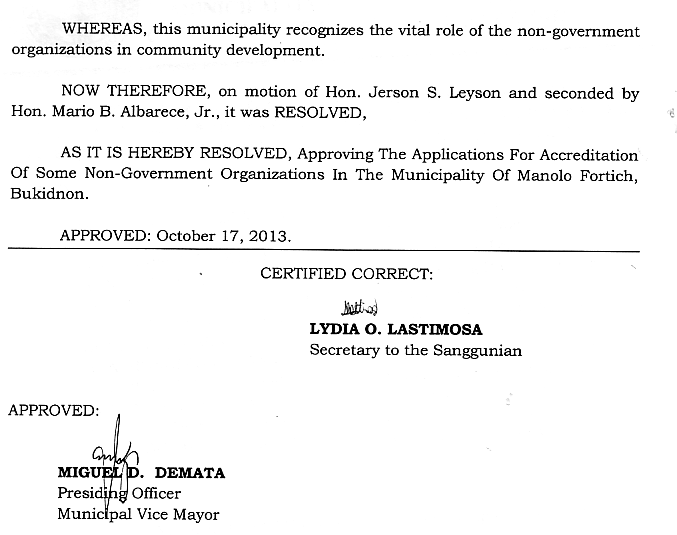 WHEREAS, this municipality recognizes the vital role of the non-government
organizations in community development.
NOW THEREFORE, on motion of Hon. Jerson S. Leyson and seconded by
Hon. Mario B. Albarece, Jr., it was RESOLVED,
AS IT IS HEREBY RESOLVED, Approving The Applications For Accreditation
Of Some Non-Government Organizations In The Municipality Of Manolo Fortich,
Bukidnon.
APPROVED: October 17, 2013.
CERTIFIED CORRECT:
LYDIA O. LASTIMOSA
Secretary to the Sanggunian
APPROVED:
MIGUEL D. DEMATA
Presiding Officer
Municipal Vice Mayor